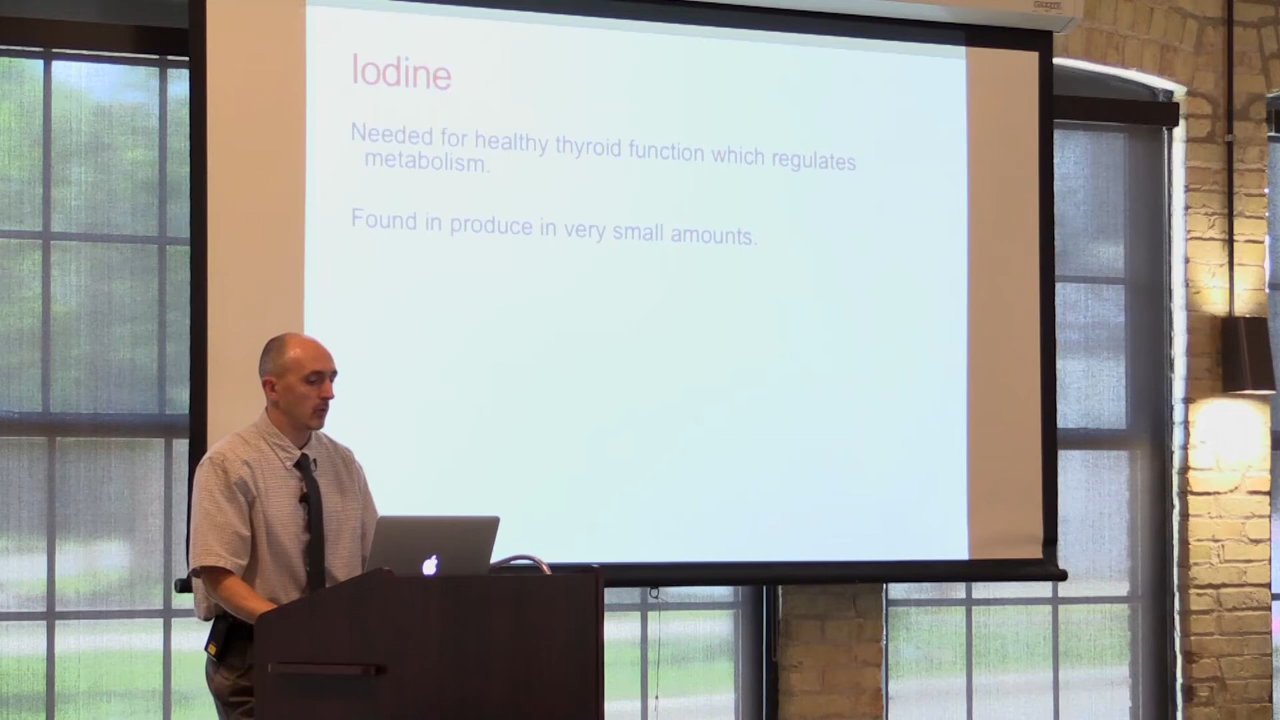 Iodine
Needed for healthy thyroid function which regulates
metabolism.
Found in produce in very small amounts.